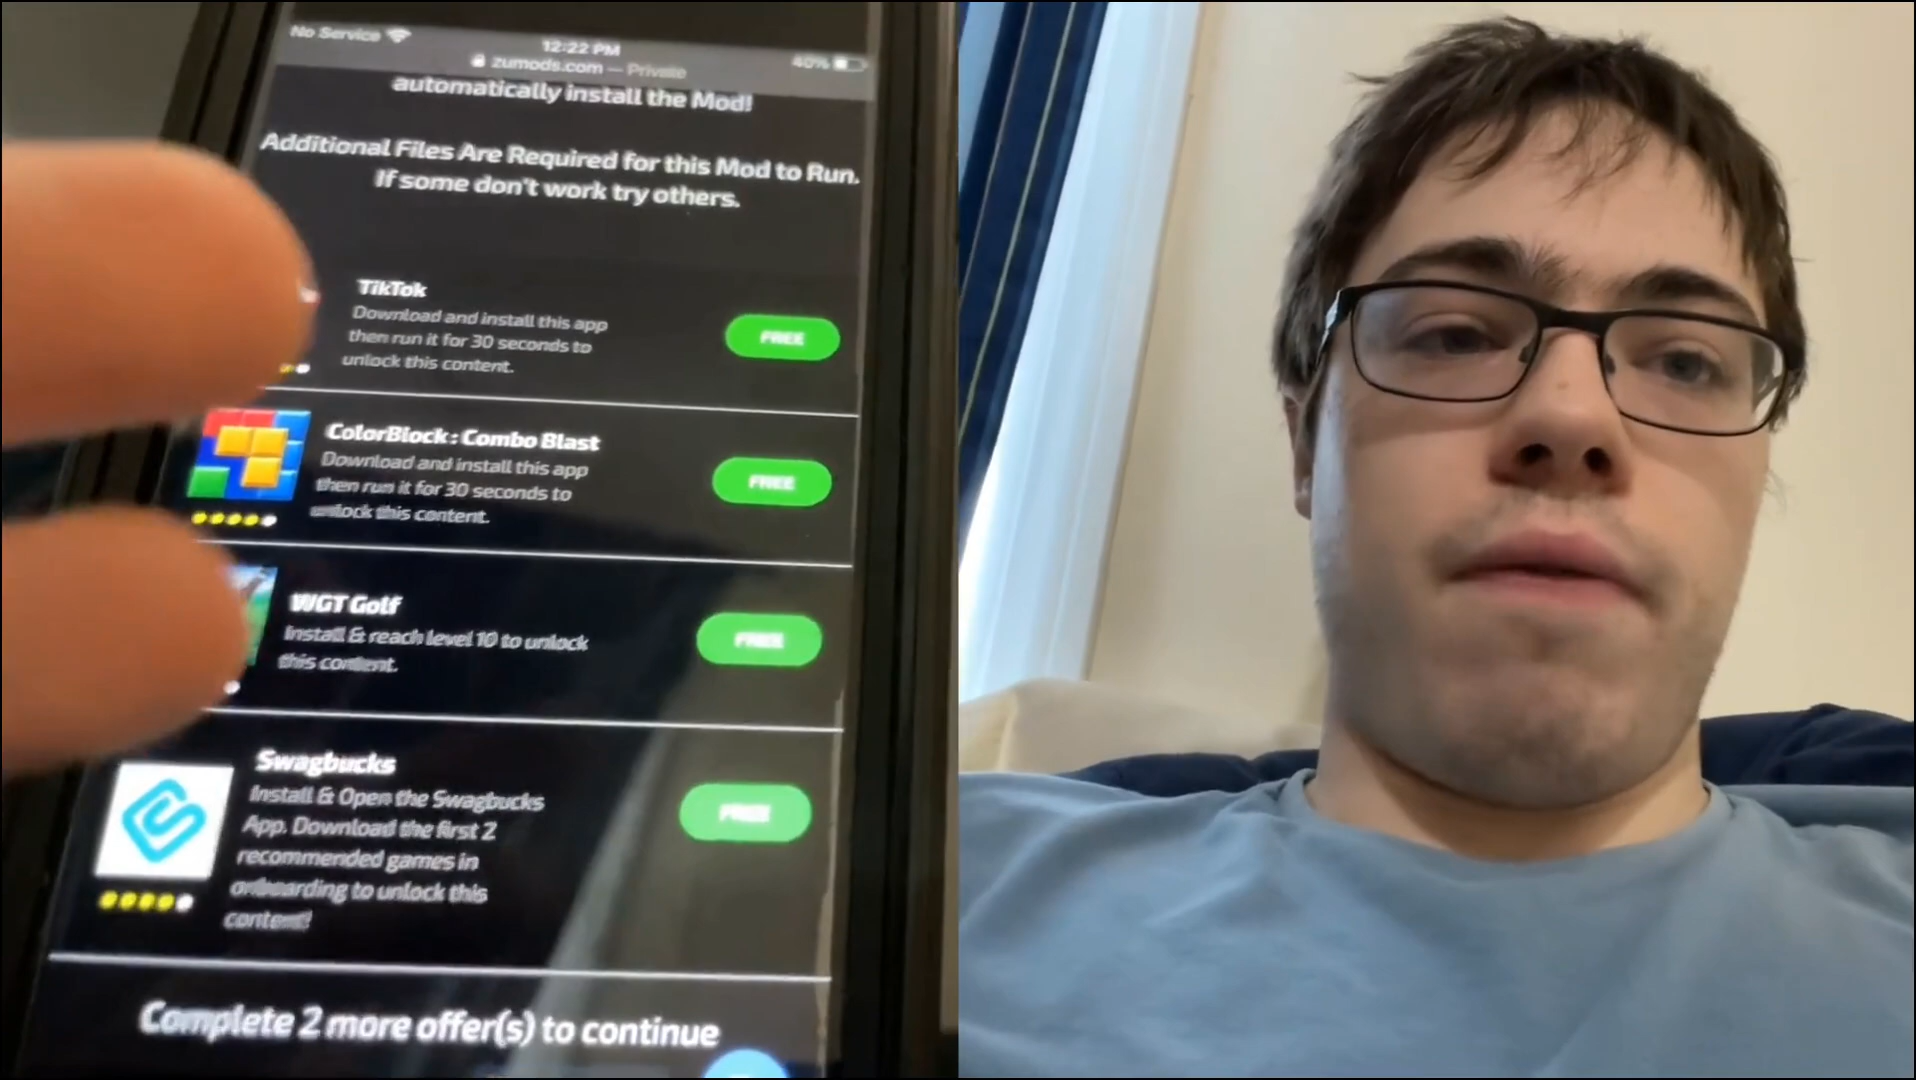 No Service
12:22 PM
40%
zumods.com — Private
automatically install the Mod!
Additional Files Are Required for this Mod to Run.
If some don't work try others.
TikTok
Download and install this app
then run it for 30 seconds to
unlock this content.
FREE
ColorBlock : Combo Blast
Download and install this app
then run it for 30 seconds to
unlock this content.
FREE
WGT Golf
Install & reach level 10 to unlock
this content.
FREE
Swagbucks
Install & Open the Swagbucks
App. Download the first 2
recommended games in
onboarding to unlock this
content!
FREE
Complete 2 more offer(s) to continue